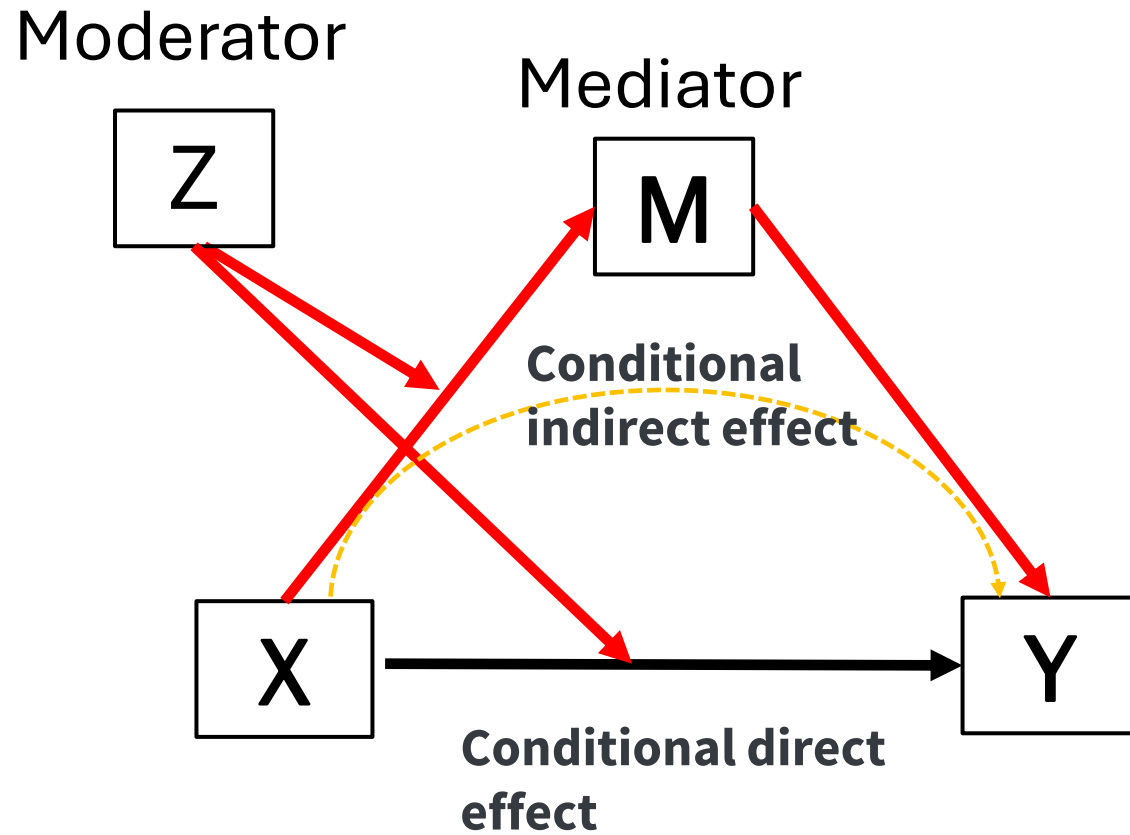 Moderator
Mediator
Z
M
Conditional
indirect effect
X
Y
Conditional direct
effect